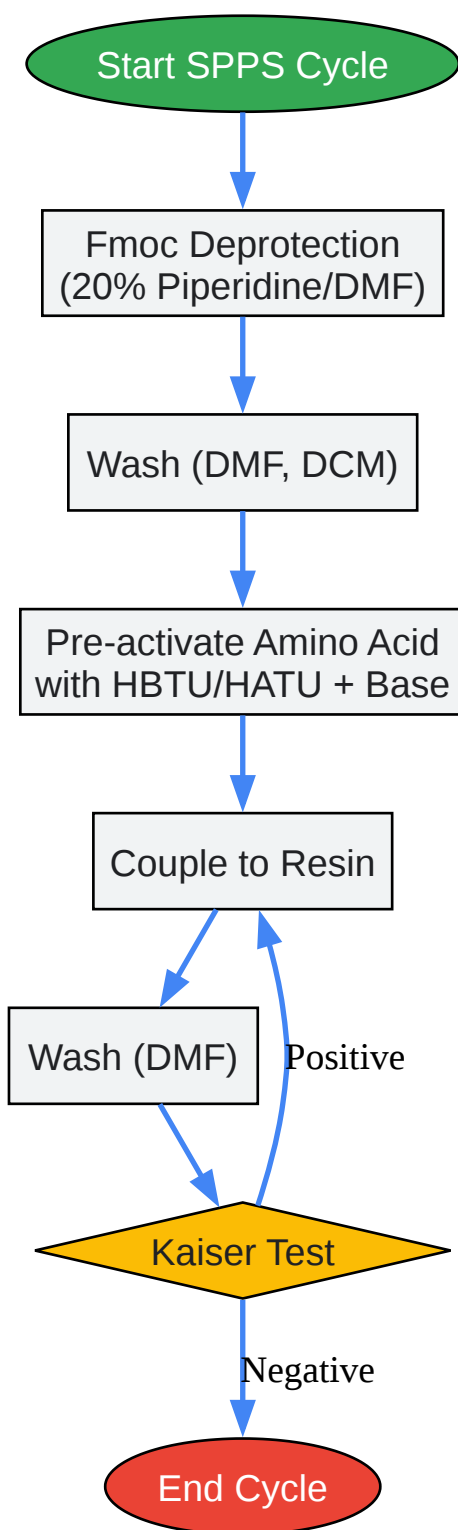 Start SPPS Cycle
Fmoc Deprotection
(20% Piperidine/DMF)
Wash (DMF, DCM)
Pre-activate Amino Acid
with HBTU/HATU + Base
Couple to Resin
Wash (DMF)
Positive
Kaiser Test
Negative
End Cycle